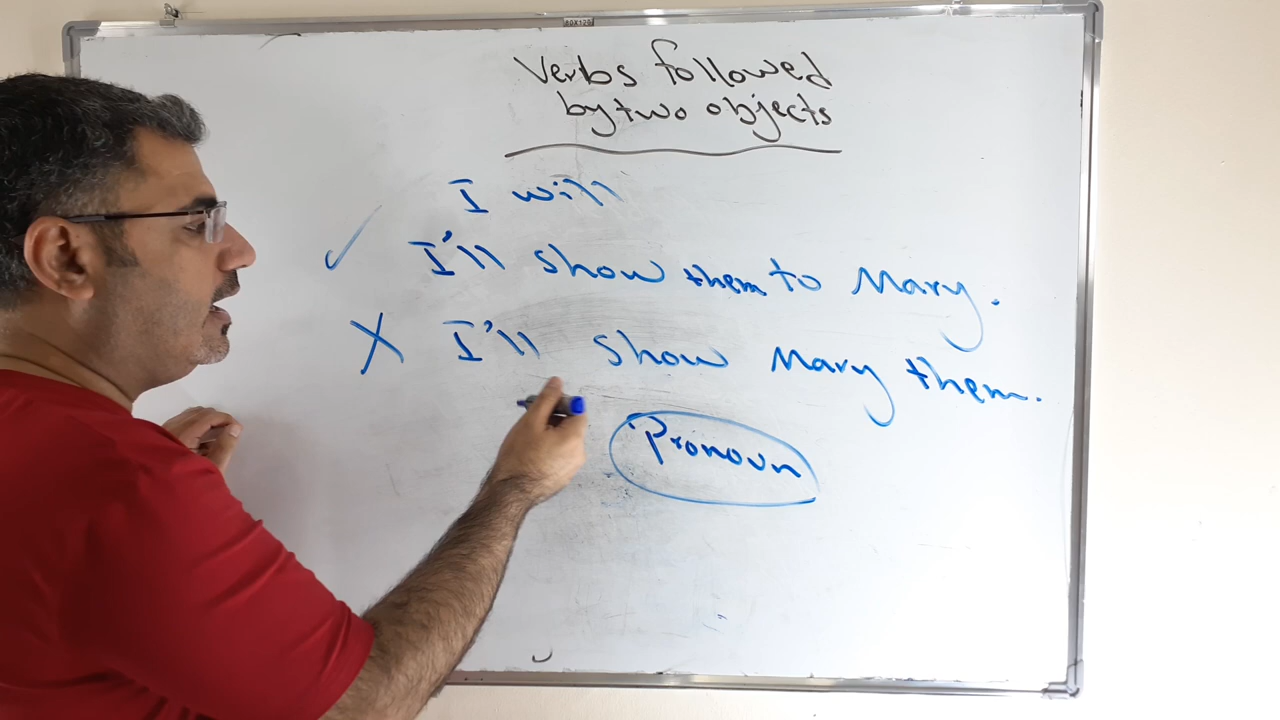 Verbs followed
by two objects
I will
✓ I'll show them to Mary.
X I'll show Mary them.
Pronoun